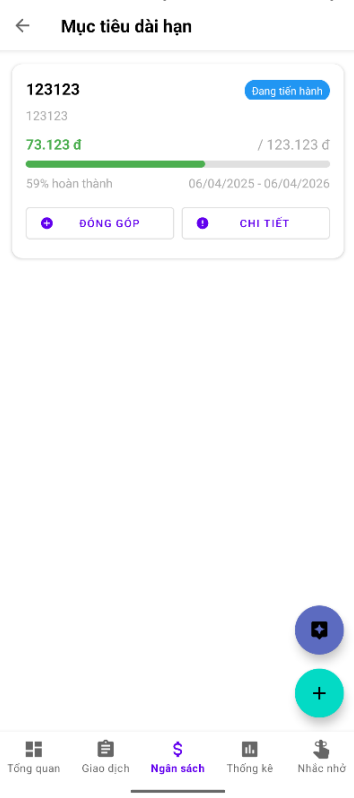 Mục tiêu dài hạn
123123
Đang tiến hành
123123
73.123 đ
/ 123.123 đ
59% hoàn thành
06/04/2025 - 06/04/2026
ĐÓNG GÓP
CHI TIẾT
Tổng quan
Giao dịch
Ngân sách
Thống kê
Nhắc nhở